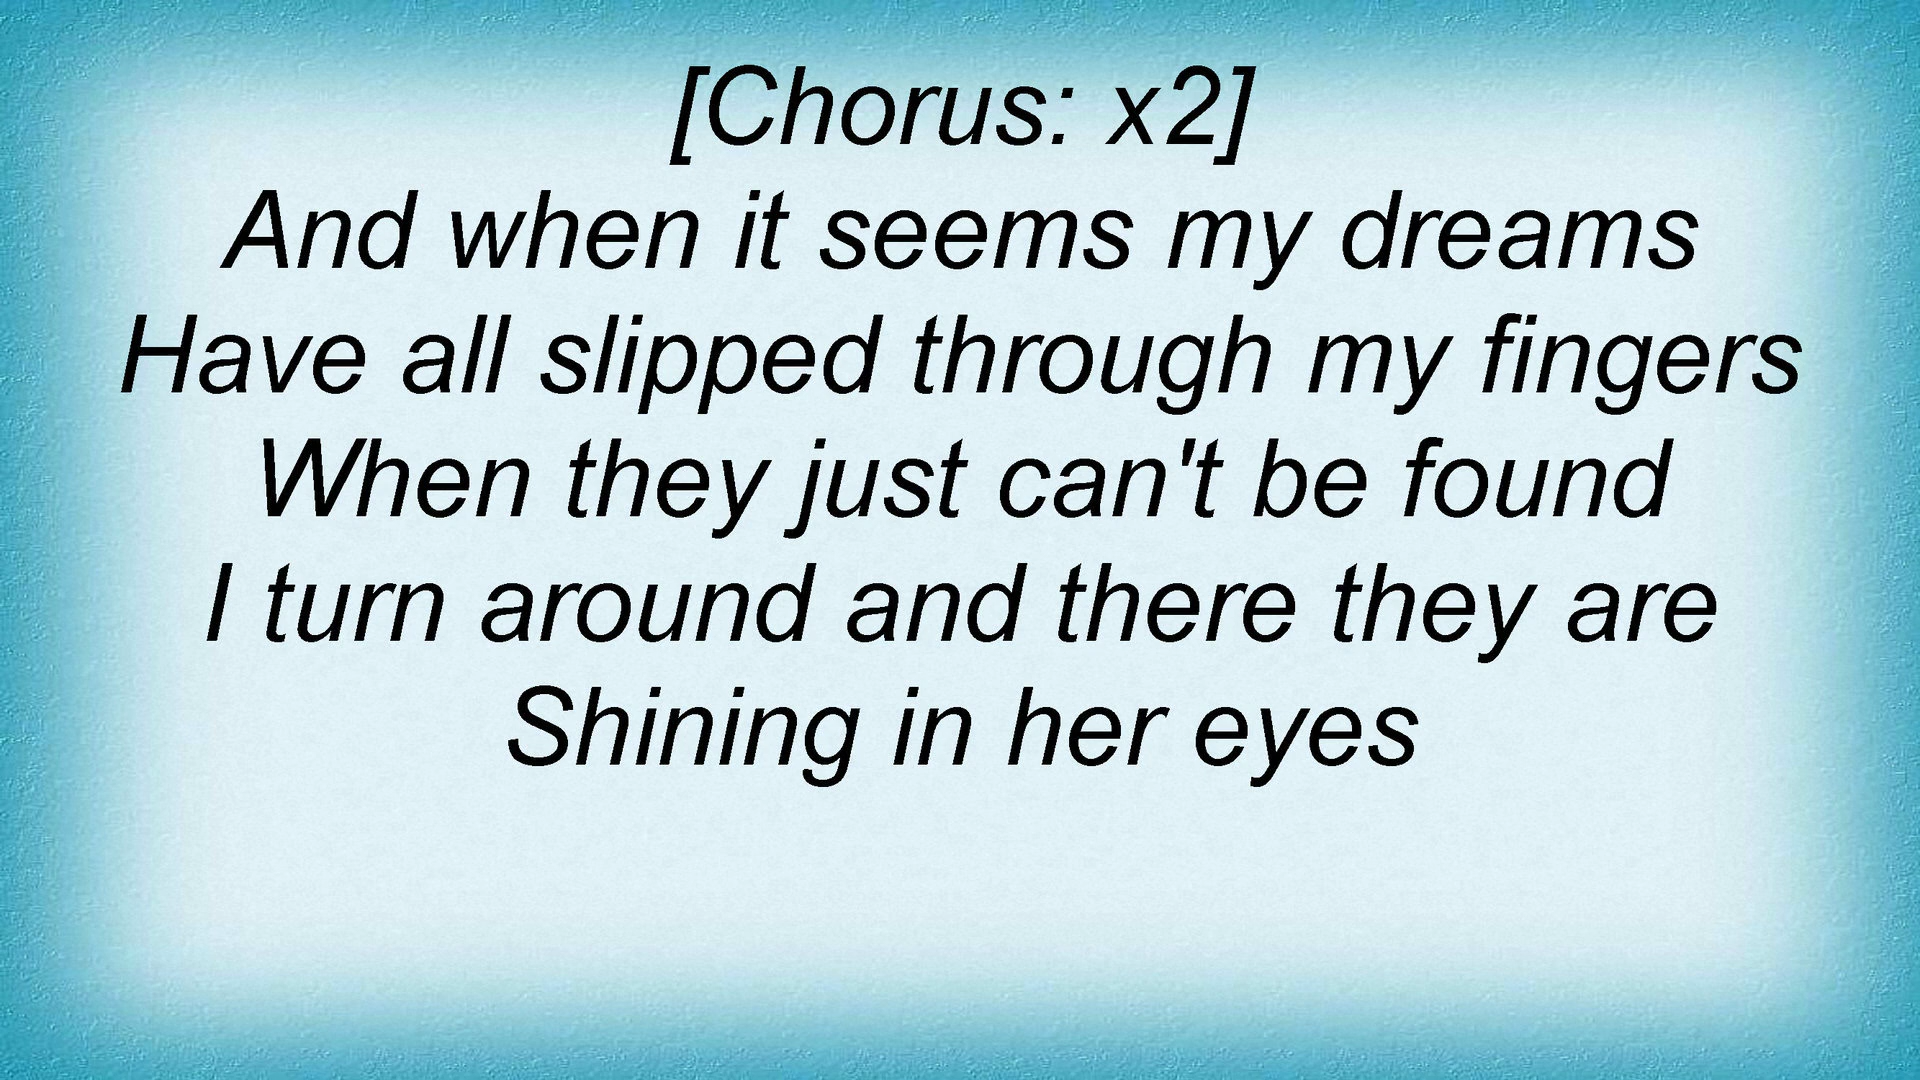 [Chorus: x2]
And when it seems my dreams
Have all slipped through my fingers
When they just can't be found
I turn around and there they are
Shining in her eyes